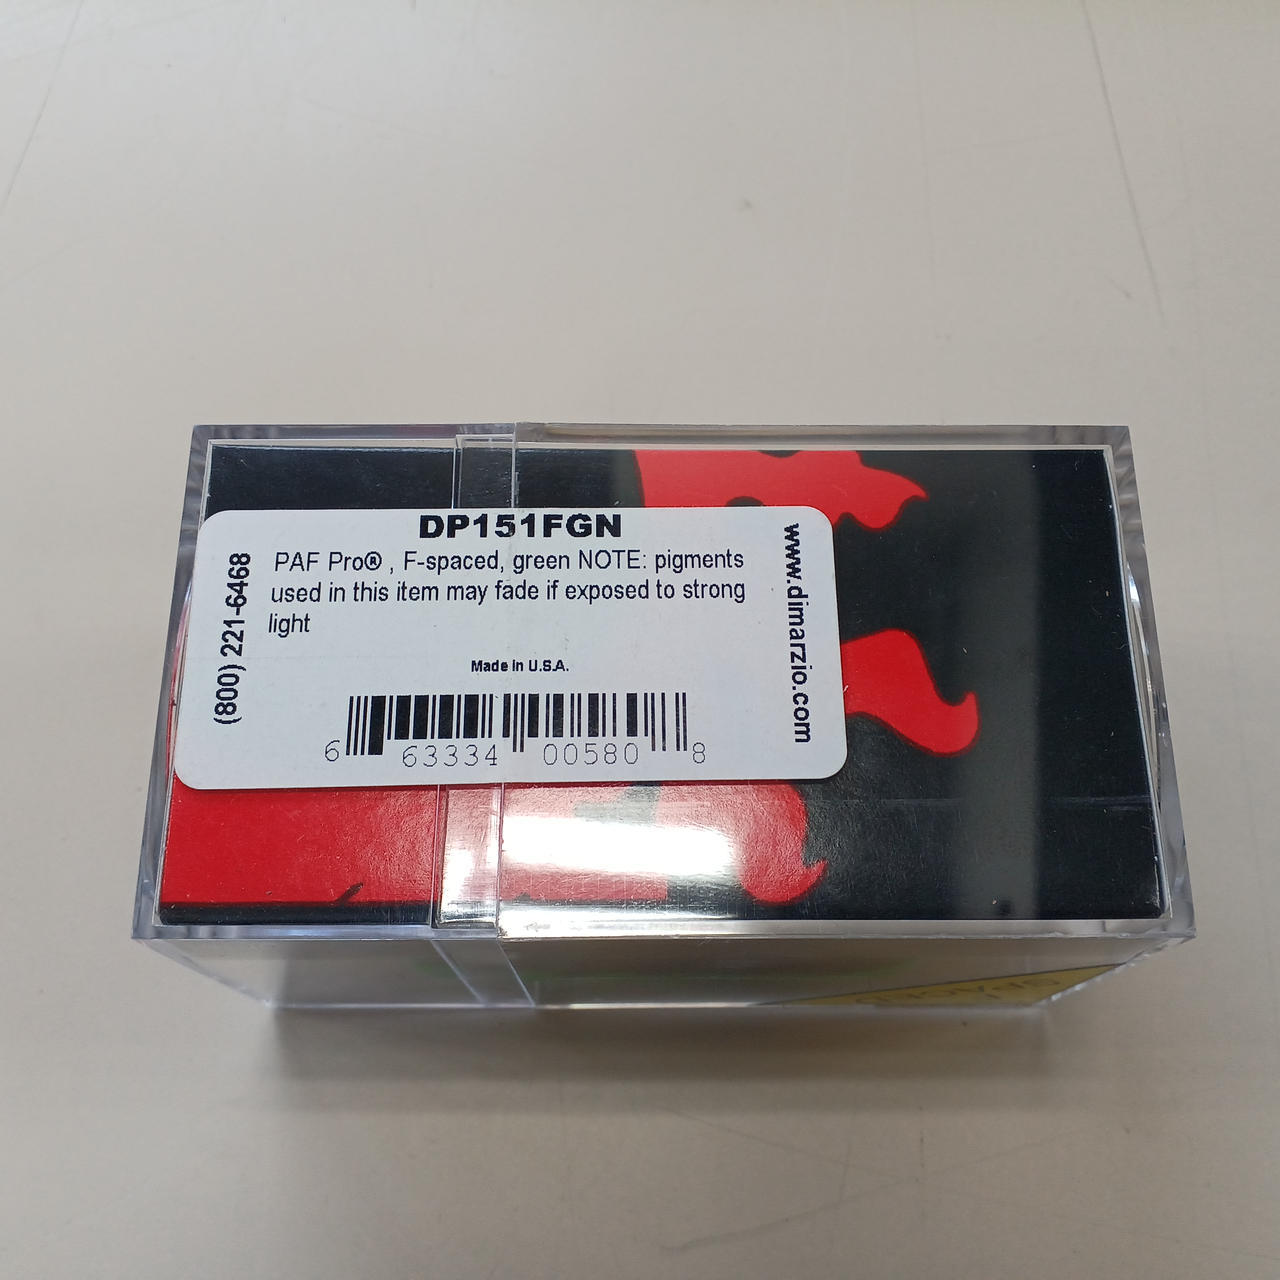 DP151FGN
PAF Pro® , F-spaced, green NOTE: pigments
used in this item may fade if exposed to strong
light
Made in U.S.A.
6 63334 00580 8
(800) 221-6468
www.dimarzio.com
SPACED